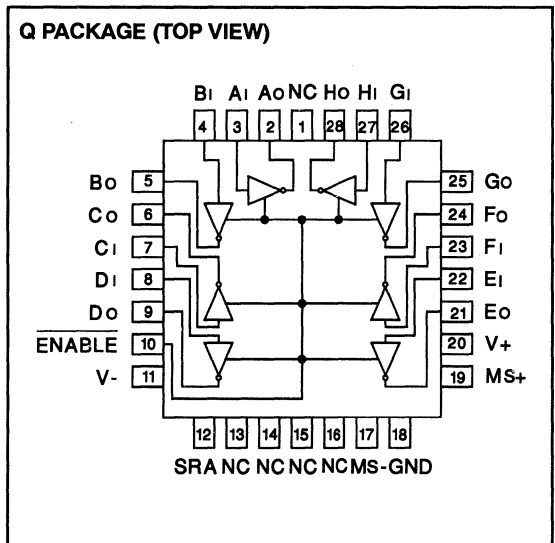 Q PACKAGE (TOP VIEW)
BI AI AO NC HO HI GI
4 3 2 1 28 27 26
BO 5 25 GO
CO 6 24 FO
CI 7 23 FI
DI 8 22 EI
DO 9 21 EO
ENABLE 10 20 V+
V- 11 19 MS+
12 13 14 15 16 17 18
SRA NC NC NC NC MS- GND